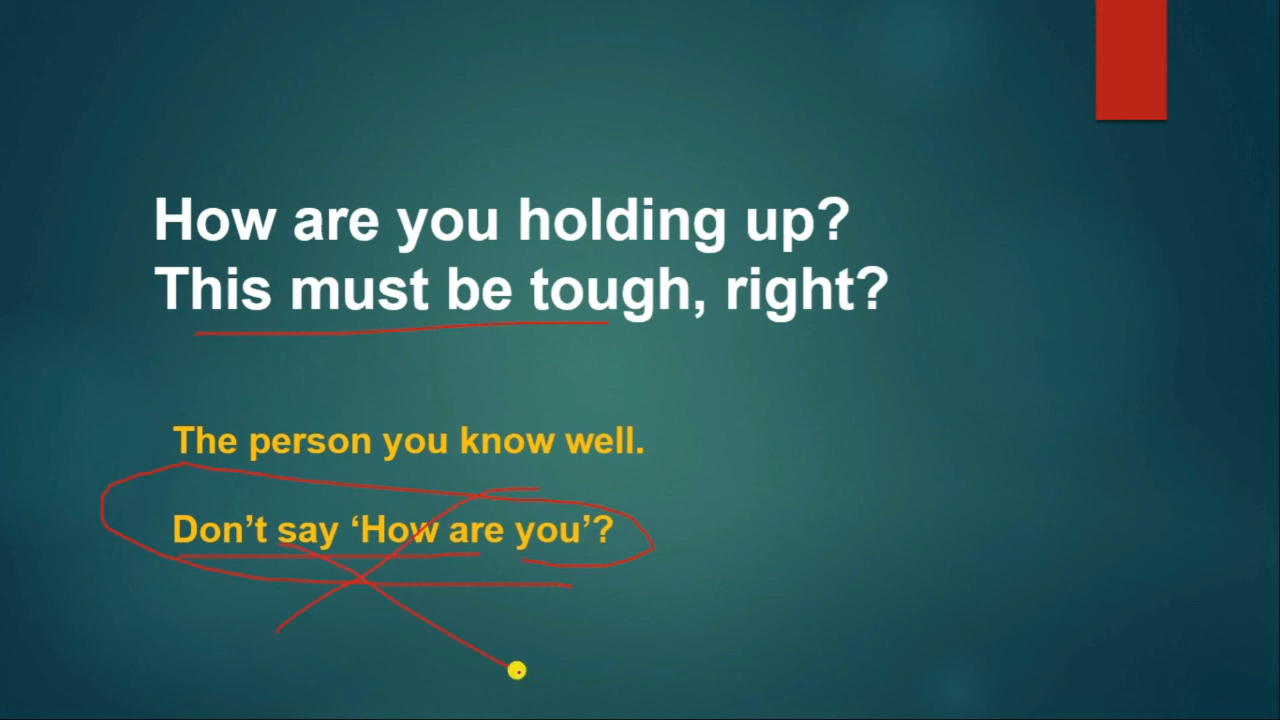 How are you holding up?
This must be tough, right?
The person you know well.
Don’t say ‘How are you’?